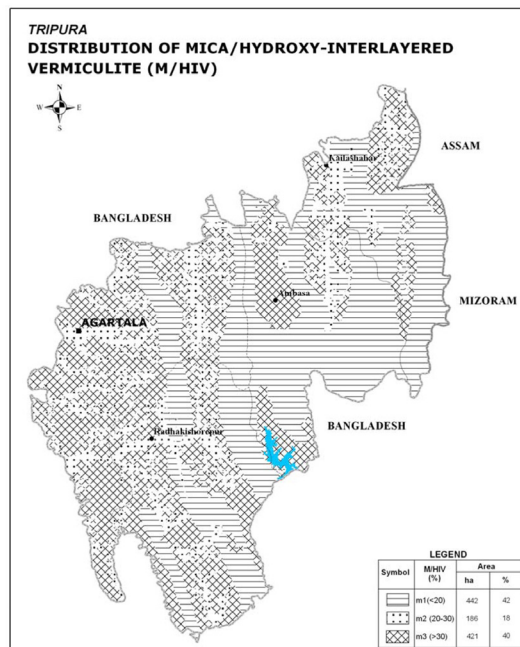 TRIPURA
DISTRIBUTION OF MICA/HYDROXY-INTERLAYERED
VERMICULITE (M/HIV)
N
W E
S
ASSAM
Kailashahar
BANGLADESH
Ambasa
MIZORAM
AGARTALA
BANGLADESH
Radhakishorepur
LEGEND
Symbol M/HIV (%) Area
ha %
m1(<20) 442 42
m2 (20-30) 186 18
m3 (>30) 421 40